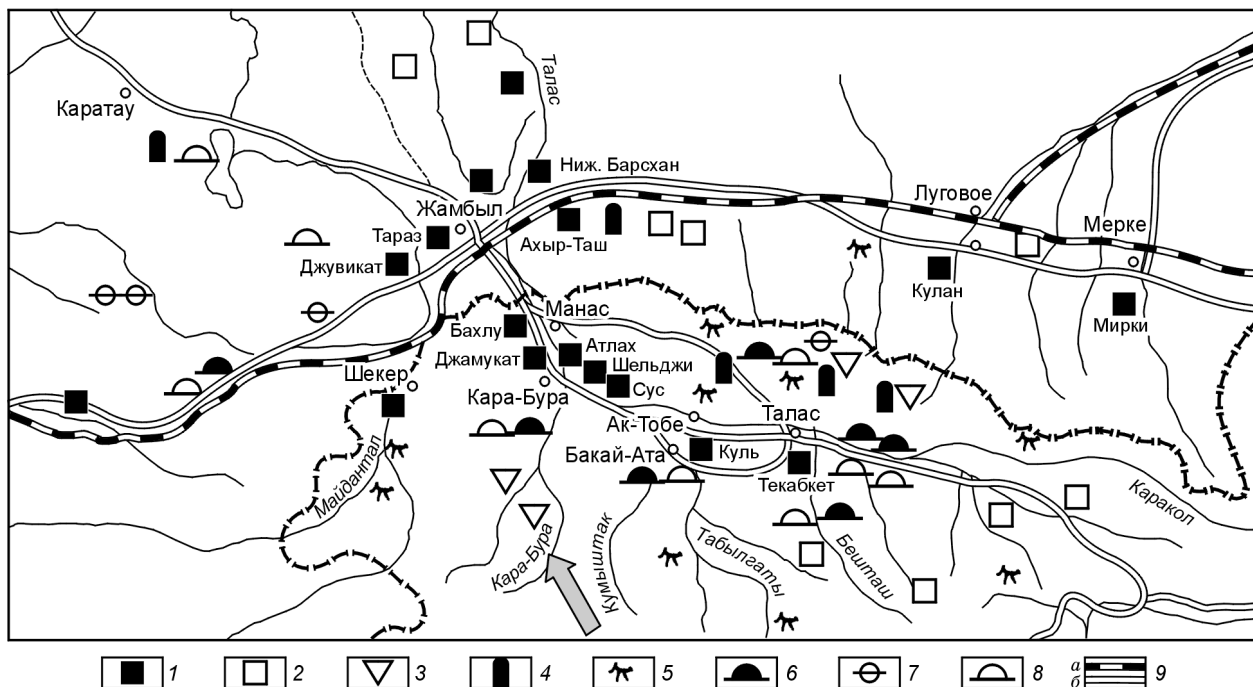 Талас
Каратау
Ниж. Барсхан
Жамбыл
Луговое
Мерке
Тараз
Ахыр-Таш
Джувикат
Кулан
Мирки
Манас
Бахлу
Атлах
Джамукат
Шельджи
Шекер
Сус
Кара-Бура
Ак-Тобе
Талас
Бакай-Ата
Куль
Текабкет
Майдантал
Каракол
Кара-Бура
Кумыштак
Табылгаты
Бешташ
1 2 3 4 5 6 7 8 а 9
б